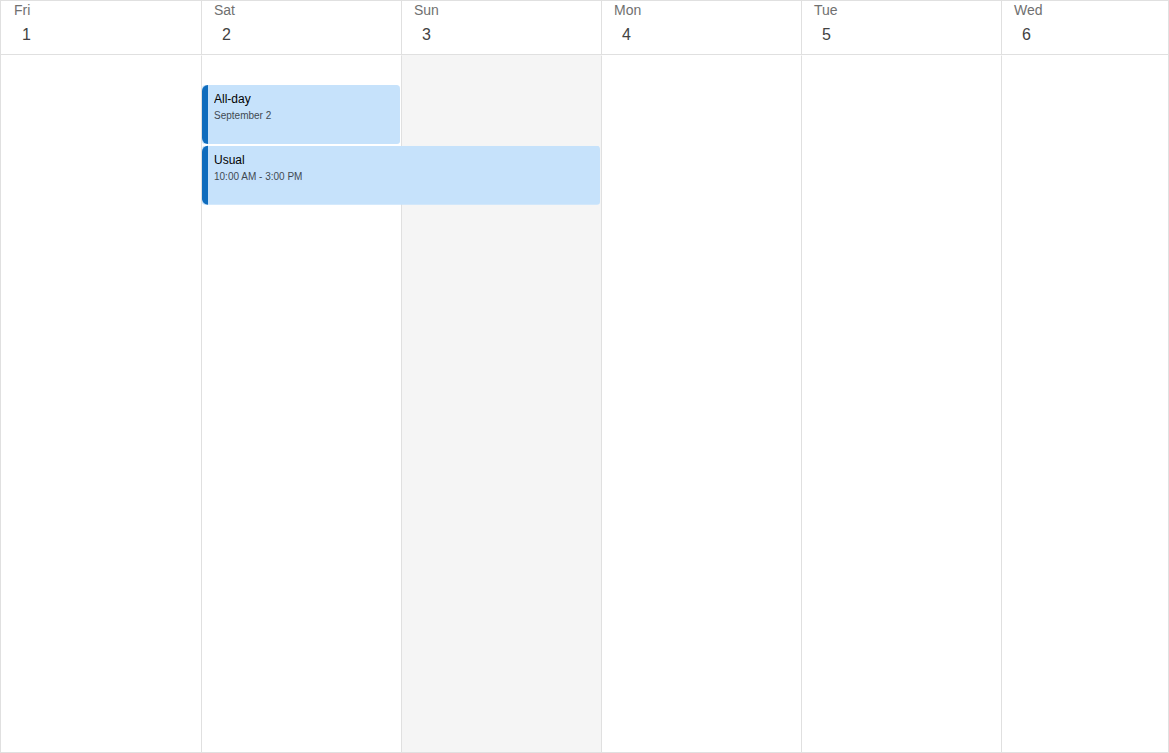 Fri
1
Sat
2
Sun
3
Mon
4
Tue
5
Wed
6
All-day
September 2
Usual
10:00 AM - 3:00 PM